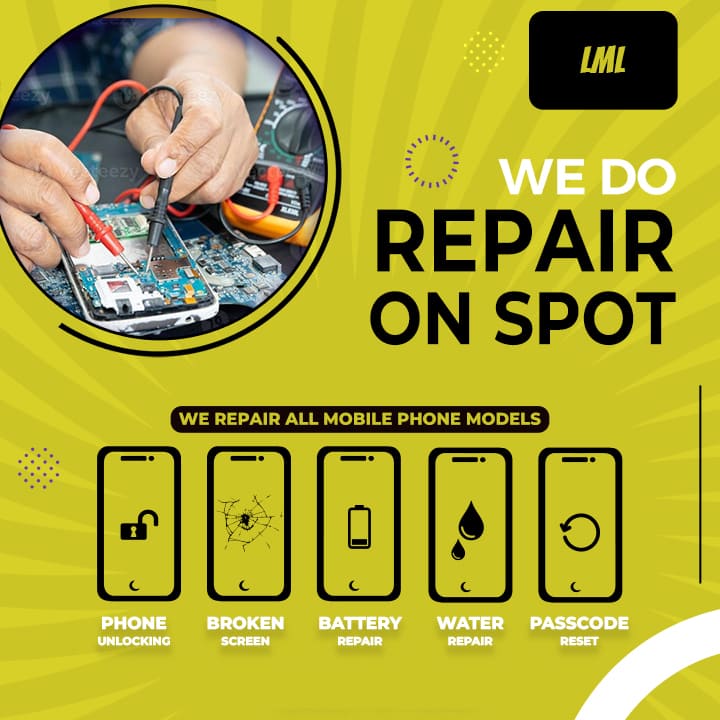 LML
WE DO
REPAIR
ON SPOT
WE REPAIR ALL MOBILE PHONE MODELS
PHONE
UNLOCKING
BROKEN
SCREEN
BATTERY
REPAIR
WATER
REPAIR
PASSCODE
RESET